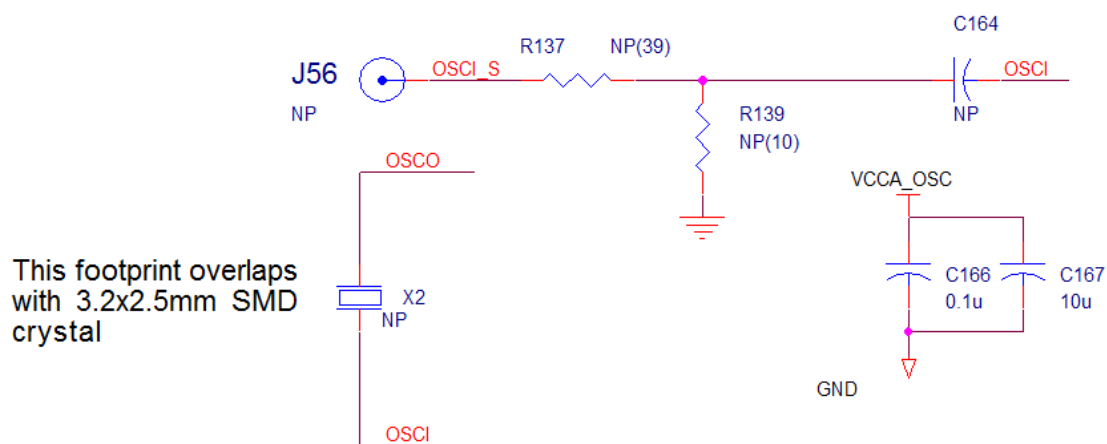 C164
R137 NP(39)
J56
OSCI_S
OSCI
NP
NP
R139
NP(10)
OSCO
VCCA_OSC
This footprint overlaps
with 3.2x2.5mm SMD
crystal
X2
NP
C166
0.1u
C167
10u
GND
OSCI